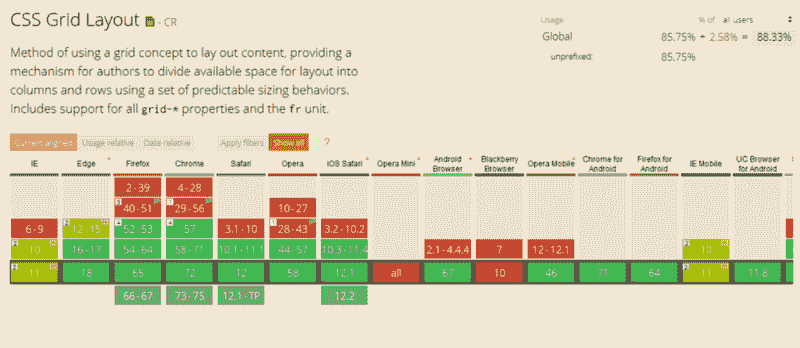 CSS Grid Layout - CR
Usage % of all users
Global 85.75% + 2.58% = 88.33%
unprefixed: 85.75%
Method of using a grid concept to lay out content, providing a
mechanism for authors to divide available space for layout into
columns and rows using a set of predictable sizing behaviors.
Includes support for all grid-* properties and the fr unit.
Current aligned Usage relative Date relative Apply filters Show all ?
IE Edge Firefox Chrome Safari Opera iOS Safari Opera Mini Android Browser Blackberry Browser Opera Mobile Chrome for Android Firefox for Android IE Mobile UC Browser for Android
2-39 4-28
40-51 29-56 10-27
6-9 12-15 52-53 57 3.1-10 28-43 3.2-10.2
10 16-17 54-64 58-71 10.1-11.1 44-57 10.3-11.4 2.1-4.4.4 7 12-12.1 10
11 18 65 72 12 58 12.1 all 67 10 46 71 64 11 11.8
66-67 73-75 12.1-TP 12.2